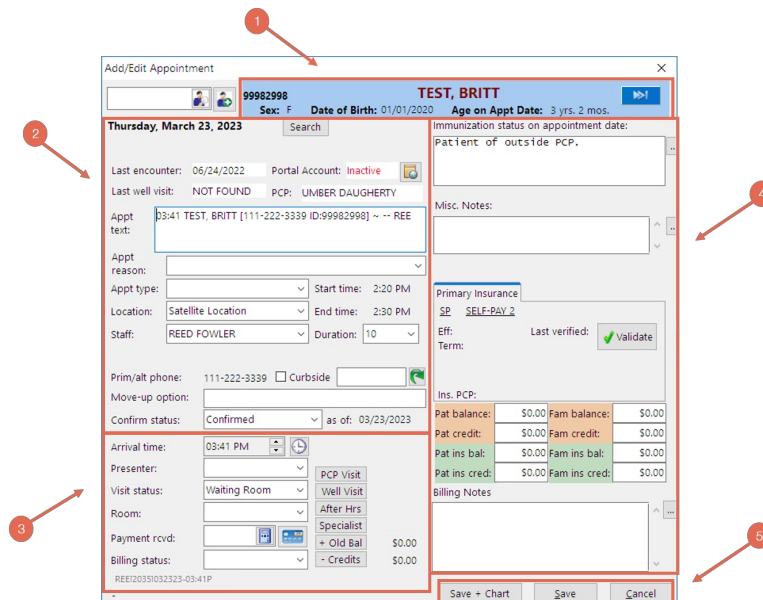 1
Add/Edit Appointment
99982998 TEST, BRITT
Sex: F Date of Birth: 01/01/2020 Age on Appt Date: 3 yrs. 2 mos.
2
Thursday, March 23, 2023 Search
Last encounter: 06/24/2022 Portal Account: Inactive
Last well visit: NOT FOUND PCP: UMBER DAUGHERTY
Appt text: 03:41 TEST, BRITT [111-222-3339 ID:99982998] ~ -- REE
Appt reason:
Appt type: Start time: 2:20 PM
Location: Satellite Location End time: 2:30 PM
Staff: REED FOWLER Duration: 10
Prim/alt phone: 111-222-3339 Curbside
Move-up option:
Confirm status: Confirmed as of: 03/23/2023
3
Arrival time: 03:41 PM
Presenter:
PCP Visit
Visit status: Waiting Room Well Visit
Room: After Hrs
Specialist
Payment rcvd: + Old Bal $0.00
Billing status: - Credits $0.00
REE!2035!032323-03:41P
4
Immunization status on appointment date:
Patient of outside PCP.
...
Misc. Notes:
...
Primary Insurance
SP SELF-PAY 2
Eff: Last verified: Validate
Term:
Ins. PCP:
Pat balance: $0.00 Fam balance: $0.00
Pat credit: $0.00 Fam credit: $0.00
Pat ins bal: $0.00 Fam ins bal: $0.00
Pat ins cred: $0.00 Fam ins cred: $0.00
Billing Notes
...
5
Save + Chart Save Cancel